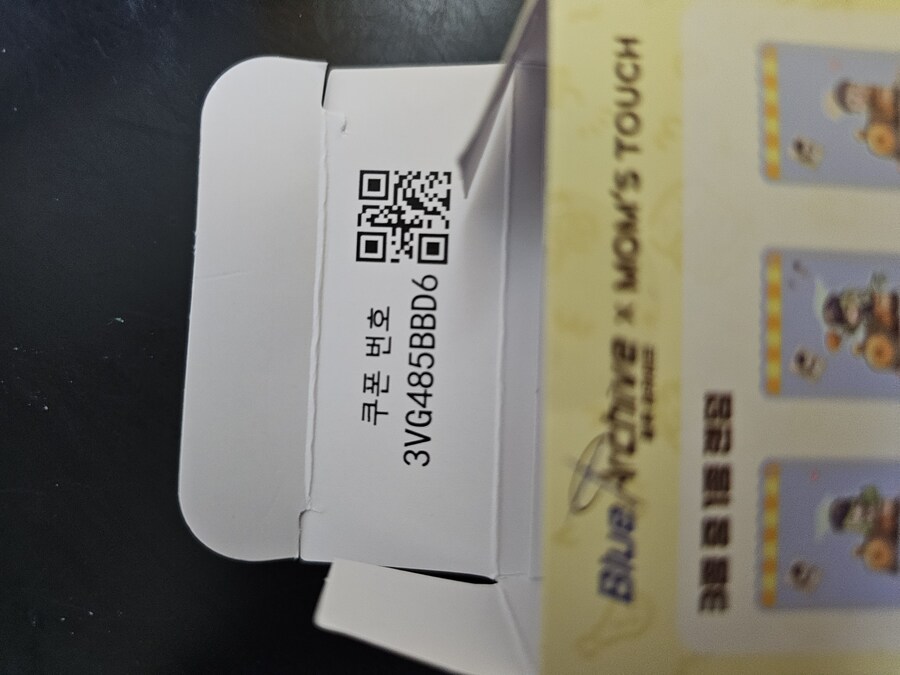 쿠폰 번호
3VG485BBD6
Blue Archive × MOM'S TOUCH